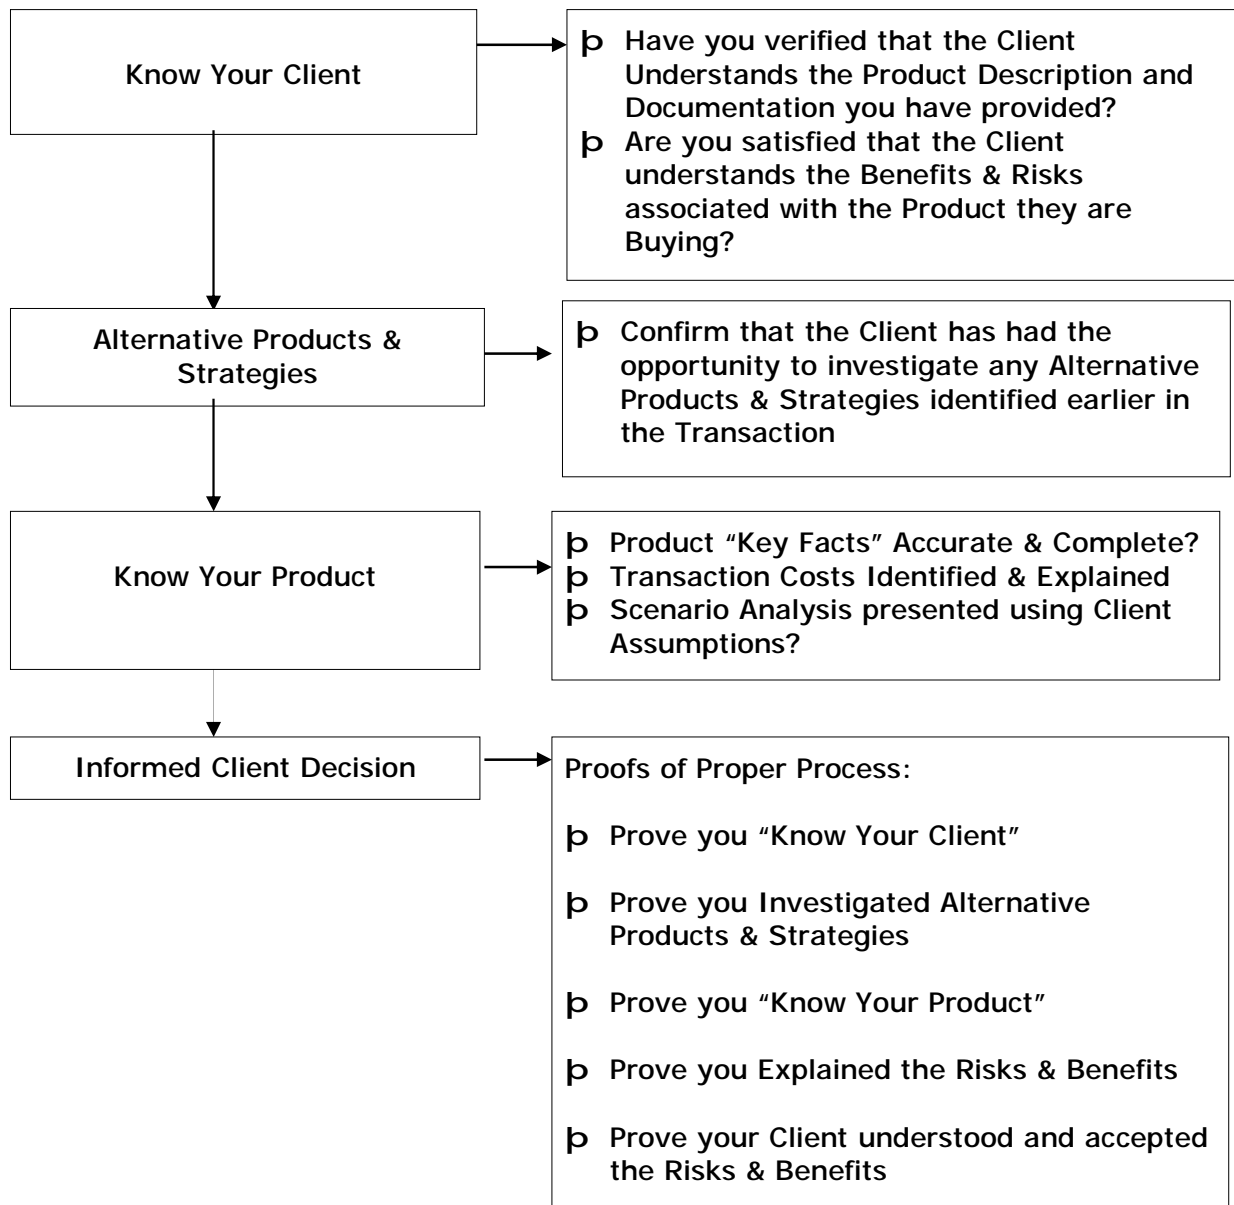 Know Your Client
þ Have you verified that the Client
Understands the Product Description and
Documentation you have provided?
þ Are you satisfied that the Client
understands the Benefits & Risks
associated with the Product they are
Buying?
Alternative Products &
Strategies
þ Confirm that the Client has had the
opportunity to investigate any Alternative
Products & Strategies identified earlier in
the Transaction
Know Your Product
þ Product “Key Facts” Accurate & Complete?
þ Transaction Costs Identified & Explained
þ Scenario Analysis presented using Client
Assumptions?
Informed Client Decision
Proofs of Proper Process:
þ Prove you “Know Your Client”
þ Prove you Investigated Alternative
Products & Strategies
þ Prove you “Know Your Product”
þ Prove you Explained the Risks & Benefits
þ Prove your Client understood and accepted
the Risks & Benefits